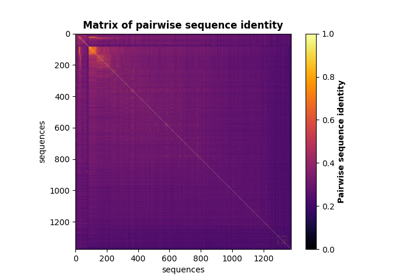 Matrix of pairwise sequence identity
0
200
400
600
800
1000
1200
sequences
0 200 400 600 800 1000 1200
sequences
1.0
0.8
0.6
0.4
0.2
0.0
Pairwise sequence identity